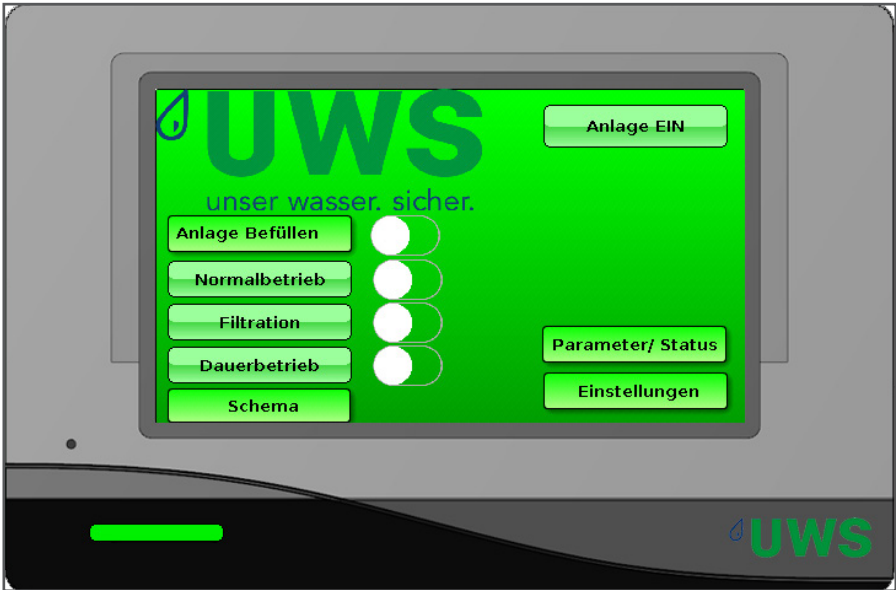 UWS
unser wasser. sicher.
Anlage EIN
Anlage Befüllen
Normalbetrieb
Filtration
Dauerbetrieb
Schema
Parameter/ Status
Einstellungen
UWS